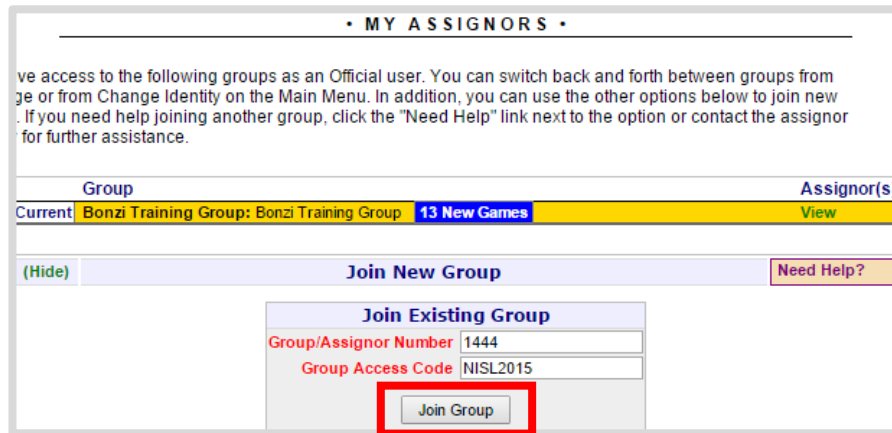 • MY ASSIGNORS •
ve access to the following groups as an Official user. You can switch back and forth between groups from
ge or from Change Identity on the Main Menu. In addition, you can use the other options below to join new
. If you need help joining another group, click the "Need Help" link next to the option or contact the assignor
for further assistance.
Group Assignor(s
Current Bonzi Training Group: Bonzi Training Group 13 New Games View
(Hide) Join New Group Need Help?
Join Existing Group
Group/Assignor Number 1444
Group Access Code NISL2015
Join Group